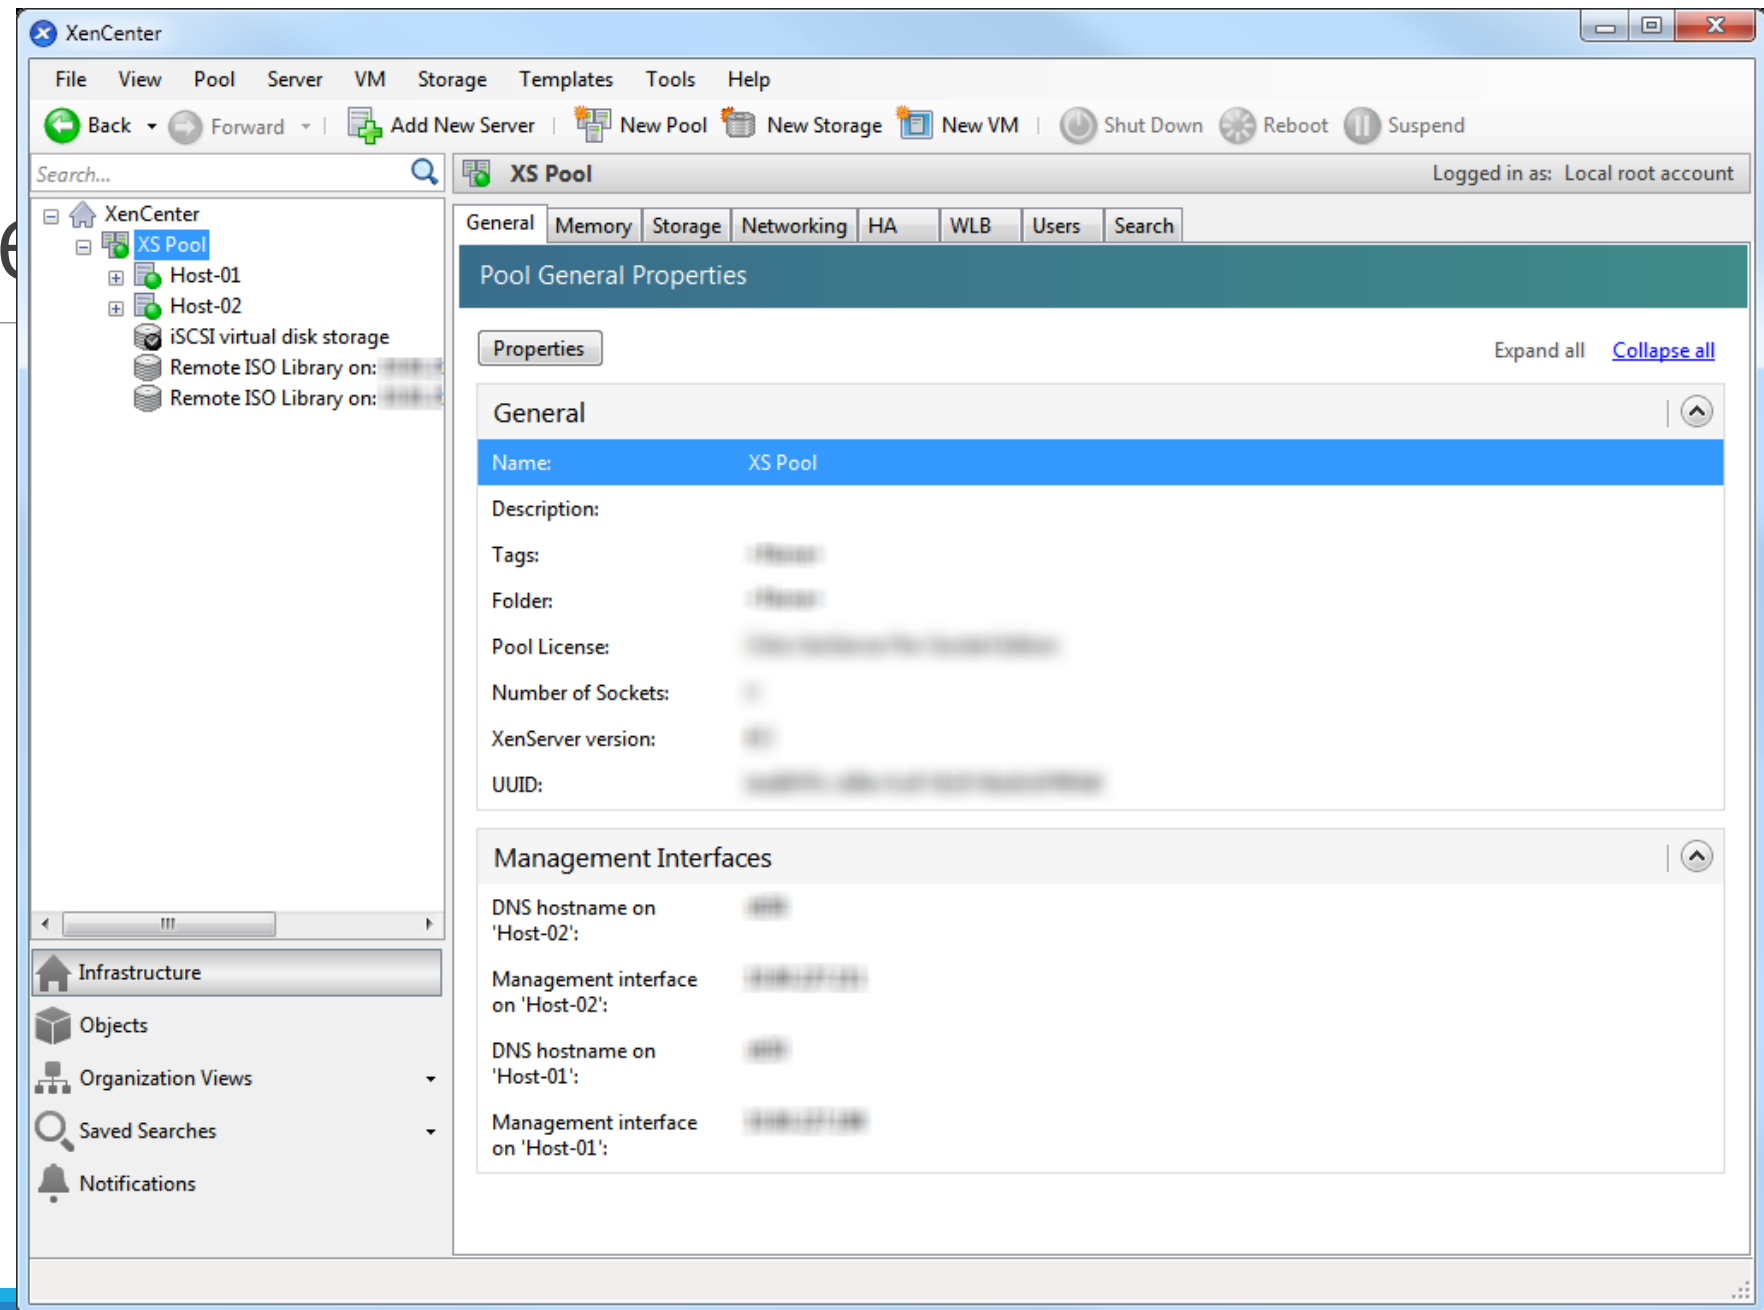 XenCenter
File View Pool Server VM Storage Templates Tools Help
Back Forward Add New Server New Pool New Storage New VM Shut Down Reboot Suspend
Search...
XS Pool
Logged in as: Local root account
XenCenter
XS Pool
Host-01
Host-02
iSCSI virtual disk storage
Remote ISO Library on:
Remote ISO Library on:
General Memory Storage Networking HA WLB Users Search
Pool General Properties
Properties
Expand all Collapse all
General
Name: XS Pool
Description:
Tags:
Folder:
Pool License:
Number of Sockets:
XenServer version:
UUID:
Management Interfaces
DNS hostname on
'Host-02':
Management interface
on 'Host-02':
DNS hostname on
'Host-01':
Management interface
on 'Host-01':
Infrastructure
Objects
Organization Views
Saved Searches
Notifications